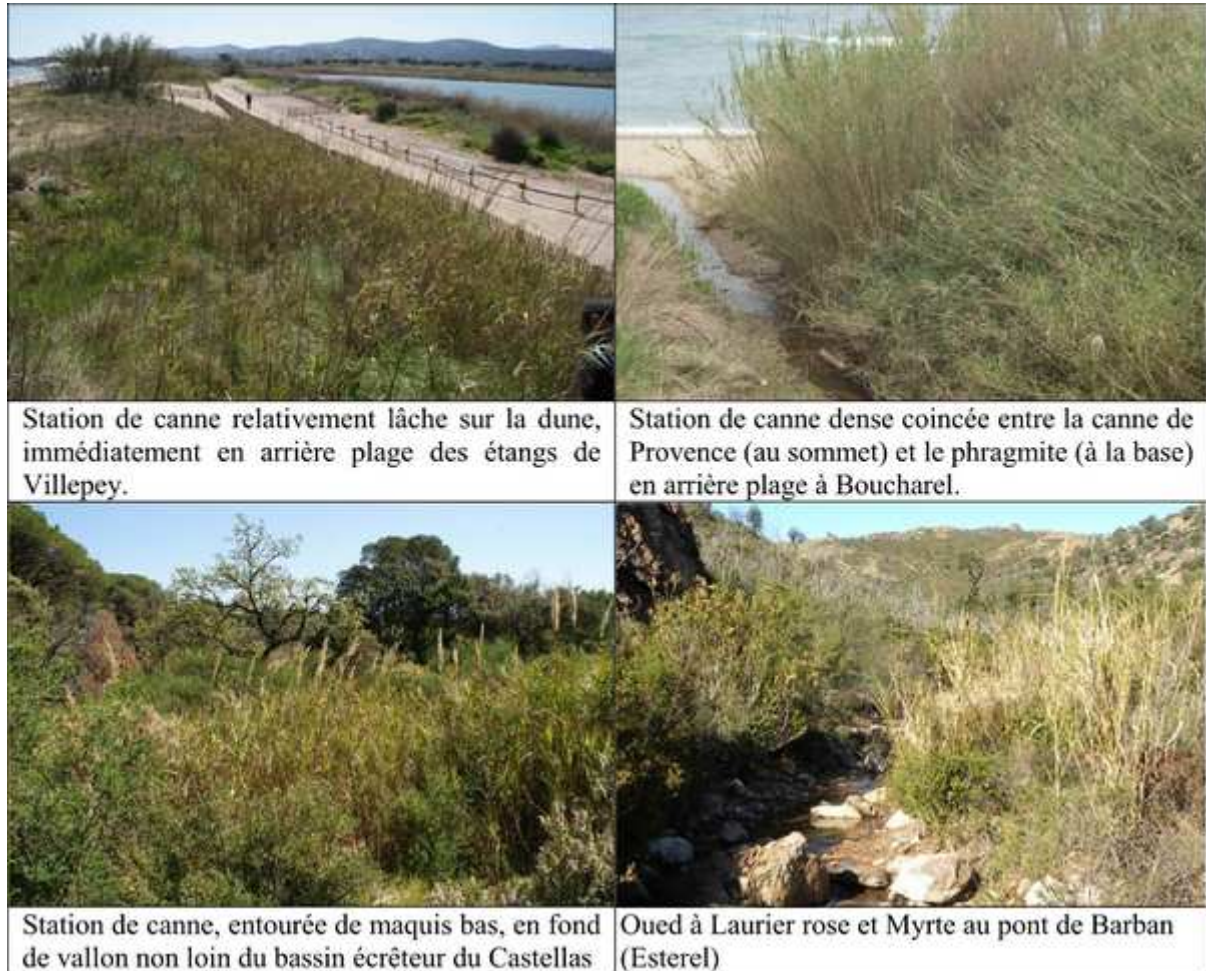 Station de canne relativement lâche sur la dune,
immédiatement en arrière plage des étangs de
Villepey.
Station de canne dense coincée entre la canne de
Provence (au sommet) et le phragmite (à la base)
en arrière plage à Boucharel.
Station de canne, entourée de maquis bas, en fond
de vallon non loin du bassin écrêteur du Castellas
Oued à Laurier rose et Myrte au pont de Barban
(Esterel)